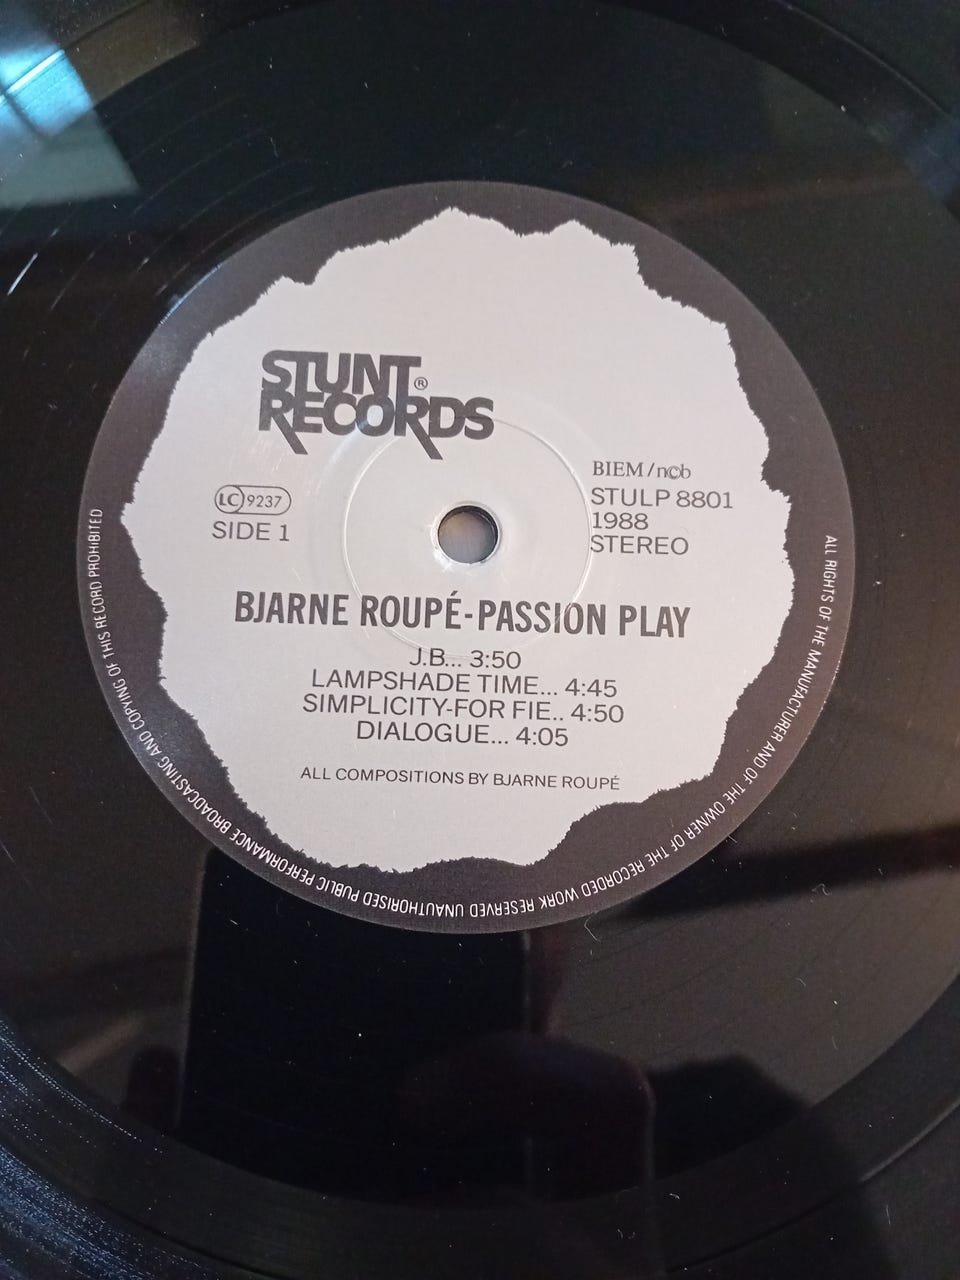 STUNT®
RECORDS
LC 9237
SIDE 1
BIEM/n©b
STULP 8801
1988
STEREO
BJARNE ROUPÉ-PASSION PLAY
J.B... 3:50
LAMPSHADE TIME... 4:45
SIMPLICITY-FOR FIE.. 4:50
DIALOGUE... 4:05
ALL COMPOSITIONS BY BJARNE ROUPÉ
ALL RIGHTS OF THE MANUFACTURER AND OF THE OWNER OF THE RECORDED WORK RESERVED UNAUTHORISED PUBLIC PERFORMANCE BROADCASTING AND COPYING OF THIS RECORD PROHIBITED